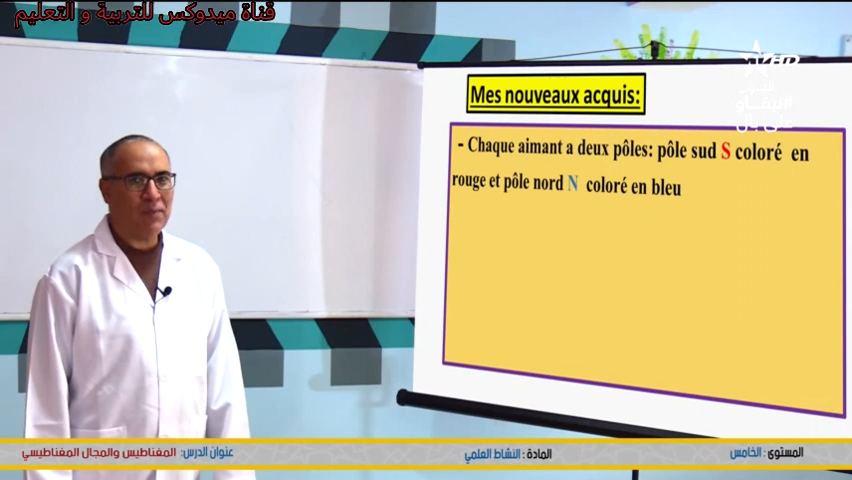 قناة ميدوكس للتربية و التعليم
HD
Mes nouveaux acquis:
- Chaque aimant a deux pôles: pôle sud S coloré en
rouge et pôle nord N coloré en bleu
المستوى : الخامس
المادة : النشاط العلمي
عنوان الدرس: المغناطيس والمجال المغناطيسي